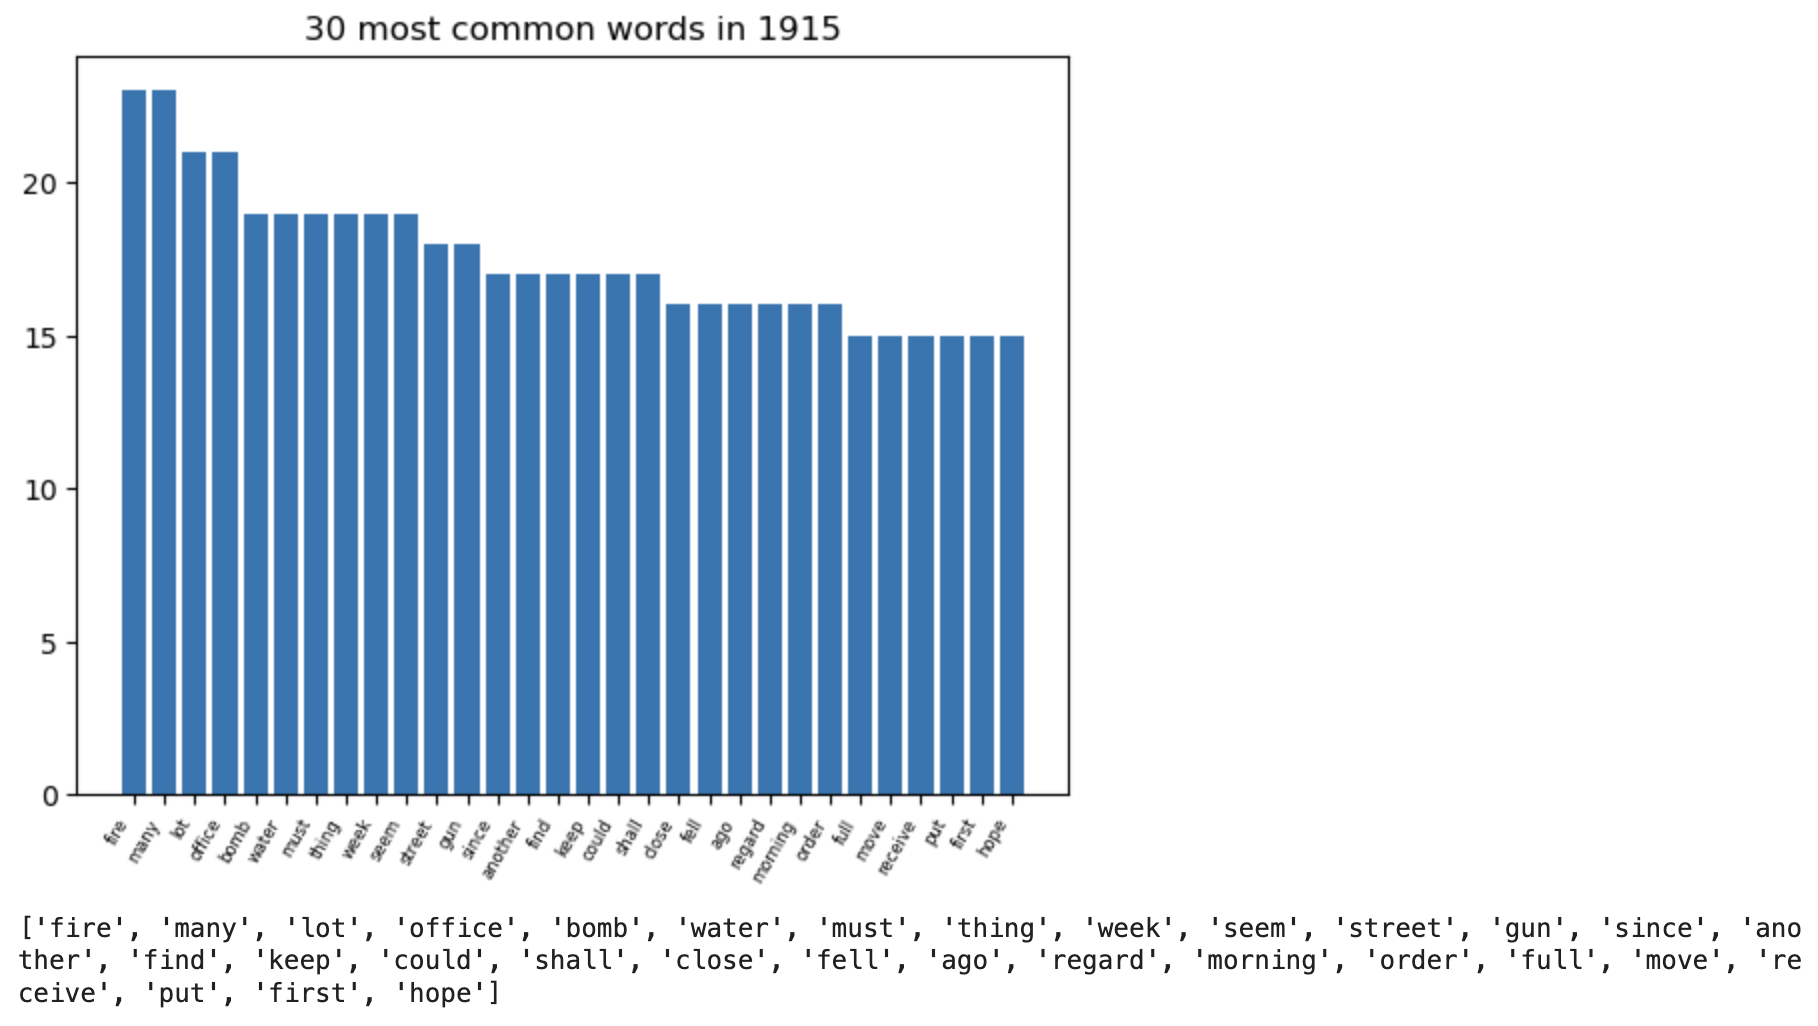 30 most common words in 1915
20
15
10
5
0
fire
many
lot
office
bomb
water
must
thing
week
seem
street
gun
since
another
find
keep
could
shall
close
fell
ago
regard
morning
order
full
move
receive
put
first
hope
['fire', 'many', 'lot', 'office', 'bomb', 'water', 'must', 'thing', 'week', 'seem', 'street', 'gun', 'since', 'ano
ther', 'find', 'keep', 'could', 'shall', 'close', 'fell', 'ago', 'regard', 'morning', 'order', 'full', 'move', 're
ceive', 'put', 'first', 'hope']